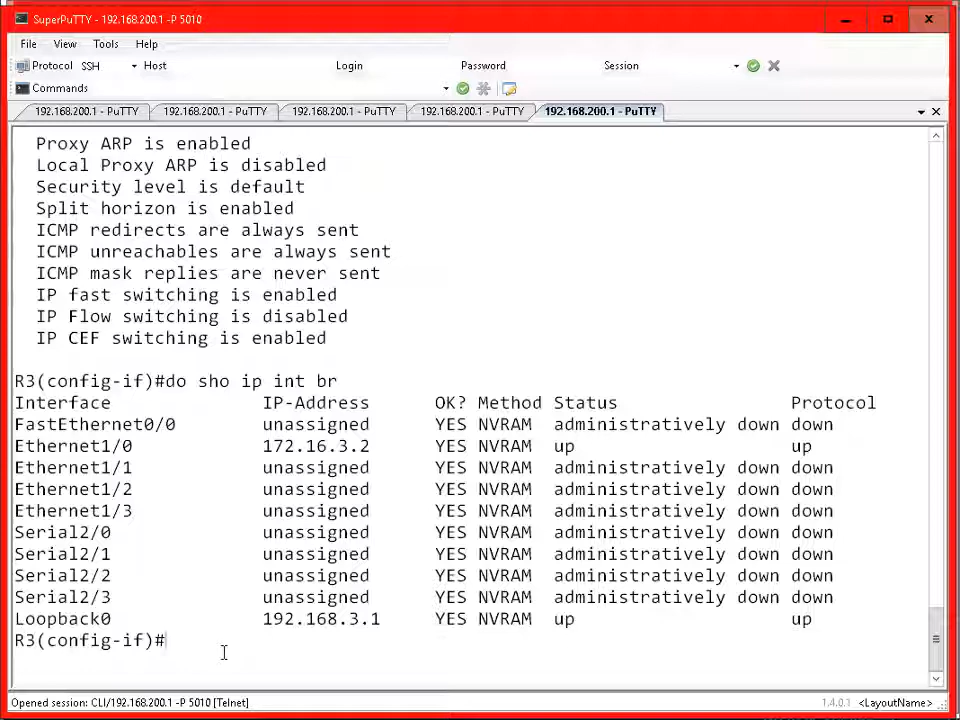 SuperPuTTY - 192.168.200.1 -P 5010
File View Tools Help
Protocol SSH Host Login Password Session
Commands
192.168.200.1 - PuTTY 192.168.200.1 - PuTTY 192.168.200.1 - PuTTY 192.168.200.1 - PuTTY 192.168.200.1 - PuTTY
Proxy ARP is enabled
Local Proxy ARP is disabled
Security level is default
Split horizon is enabled
ICMP redirects are always sent
ICMP unreachables are always sent
ICMP mask replies are never sent
IP fast switching is enabled
IP Flow switching is disabled
IP CEF switching is enabled
R3(config-if)#do sho ip int br
Interface IP-Address OK? Method Status Protocol
FastEthernet0/0 unassigned YES NVRAM administratively down down
Ethernet1/0 172.16.3.2 YES NVRAM up up
Ethernet1/1 unassigned YES NVRAM administratively down down
Ethernet1/2 unassigned YES NVRAM administratively down down
Ethernet1/3 unassigned YES NVRAM administratively down down
Serial2/0 unassigned YES NVRAM administratively down down
Serial2/1 unassigned YES NVRAM administratively down down
Serial2/2 unassigned YES NVRAM administratively down down
Serial2/3 unassigned YES NVRAM administratively down down
Loopback0 192.168.3.1 YES NVRAM up up
R3(config-if)#
Opened session: CLI/192.168.200.1 -P 5010 [Telnet] 1.4.0.1 <LayoutName>